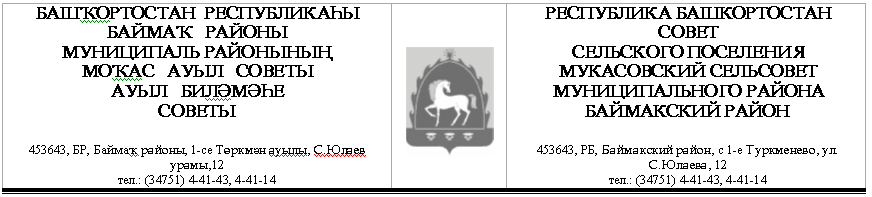 БАШҠОРТОСТАН РЕСПУБЛИКАҺЫ
БАЙМАҠ РАЙОНЫ
МУНИЦИПАЛЬ РАЙОНЫНЫҢ
МОҠАС АУЫЛ СОВЕТЫ
АУЫЛ БИЛӘМӘҺЕ
СОВЕТЫ
453643, БР, Баймаҡ районы, 1-се Төркмән ауылы, С.Юлаев
урамы,12
тел.: (34751) 4-41-43, 4-41-14
РЕСПУБЛИКА БАШКОРТОСТАН
СОВЕТ
СЕЛЬСКОГО ПОСЕЛЕНИЯ
МУКАСОВСКИЙ СЕЛЬСОВЕТ
МУНИЦИПАЛЬНОГО РАЙОНА
БАЙМАКСКИЙ РАЙОН
453643, РБ, Баймакский район, с 1-е Туркменево, ул.
С.Юлаева, 12
тел.: (34751) 4-41-43, 4-41-14